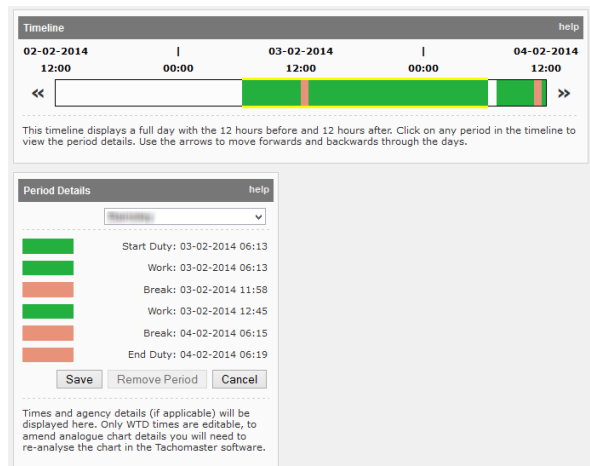 Timeline help
02-02-2014 | 03-02-2014 | 04-02-2014
12:00 00:00 12:00 00:00 12:00
« »
This timeline displays a full day with the 12 hours before and 12 hours after. Click on any period in the timeline to
view the period details. Use the arrows to move forwards and backwards through the days.
Period Details help
Start Duty: 03-02-2014 06:13
Work: 03-02-2014 06:13
Break: 03-02-2014 11:58
Work: 03-02-2014 12:45
Break: 04-02-2014 06:15
End Duty: 04-02-2014 06:19
Save Remove Period Cancel
Times and agency details (if applicable) will be
displayed here. Only WTD times are editable, to
amend analogue chart details you will need to
re-analyse the chart in the Tachomaster software.